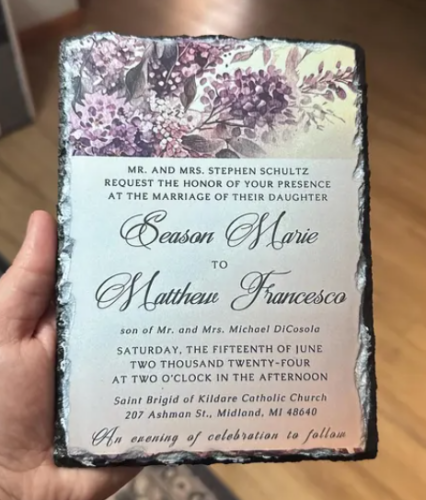 MR. AND MRS. STEPHEN SCHULTZ
REQUEST THE HONOR OF YOUR PRESENCE
AT THE MARRIAGE OF THEIR DAUGHTER
Season Marie
TO
Matthew Francesco
son of Mr. and Mrs. Michael DiCosola
SATURDAY, THE FIFTEENTH OF JUNE
TWO THOUSAND TWENTY-FOUR
AT TWO O'CLOCK IN THE AFTERNOON
Saint Brigid of Kildare Catholic Church
207 Ashman St., Midland, MI 48640
An evening of celebration to follow